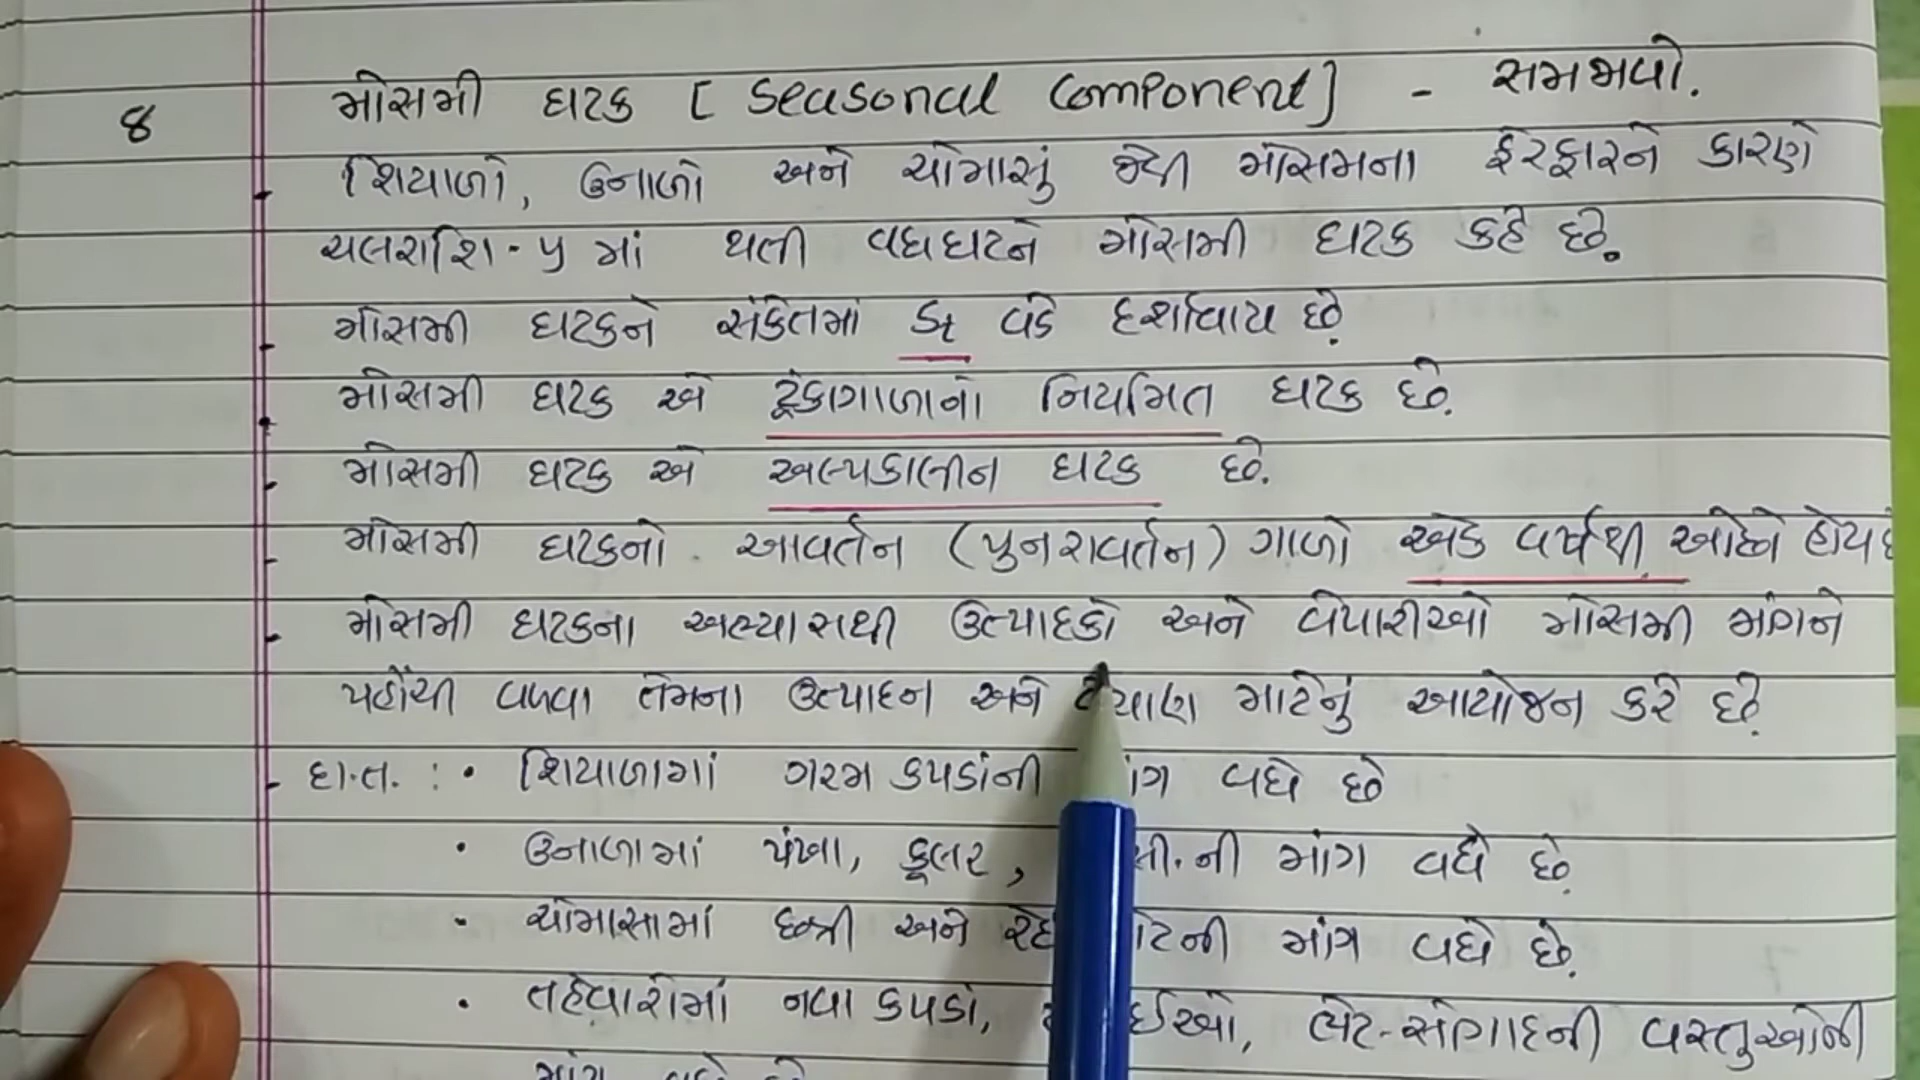 8 મોસમી ઘટક [ Seasonal Component ] - સમજાવો.
શિયાળો, ઉનાળો અને ચોમાસું જેવી મોસમના ફેરફારને કારણે
ચલરાશિ - y માં થતી વધઘટને મોસમી ઘટક કહે છે.
મોસમી ઘટકને સંકેતમાં St વડે દર્શાવાય છે.
મોસમી ઘટક એ ટૂંકાગાળાનો નિયમિત ઘટક છે.
મોસમી ઘટક એ અલ્પકાલીન ઘટક છે.
મોસમી ઘટકનો આવર્તન (પુનરાવર્તન) ગાળો એક વર્ષથી ઓછો હોય છે
મોસમી ઘટકના અભ્યાસથી ઉત્પાદકો અને વેપારીઓ મોસમી માંગને
પહોંચી વળવા તેમના ઉત્પાદન અને વેચાણ માટેનું આયોજન કરે છે.
દા.ત. : • શિયાળામાં ગરમ કપડાંની વધે છે
• ઉનાળામાં પંખા, કૂલર, સી.ની માંગ વધે છે.
• ચોમાસામાં છત્રી અને માંગ વધે છે.
• તહેવારોમાં નવા કપડાં, ભેટ-સોગાદની વસ્તુઓની